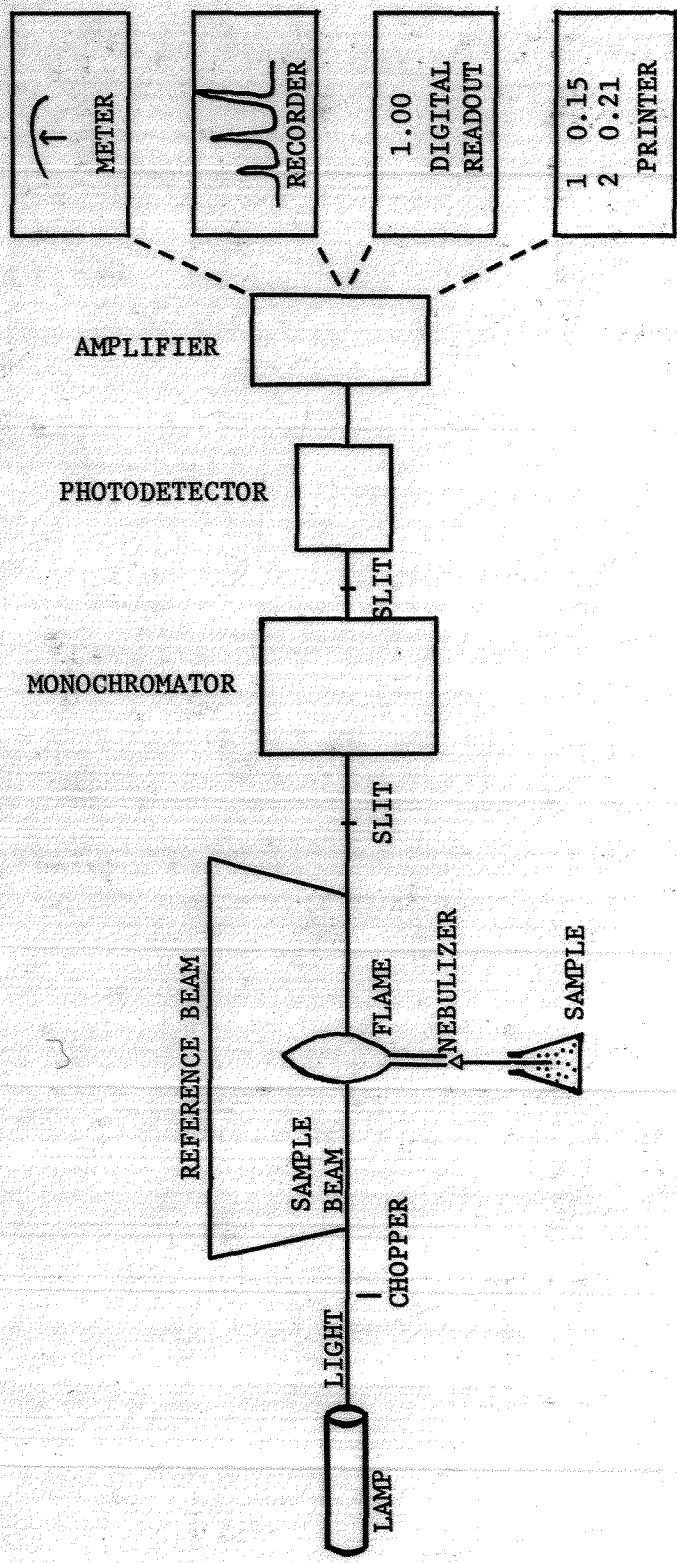 LAMP
LIGHT
CHOPPER
SAMPLE
BEAM
REFERENCE BEAM
FLAME
NEBULIZER
SAMPLE
SLIT
MONOCHROMATOR
SLIT
PHOTODETECTOR
AMPLIFIER
METER
RECORDER
1.00
DIGITAL
READOUT
1 0.15
2 0.21
PRINTER